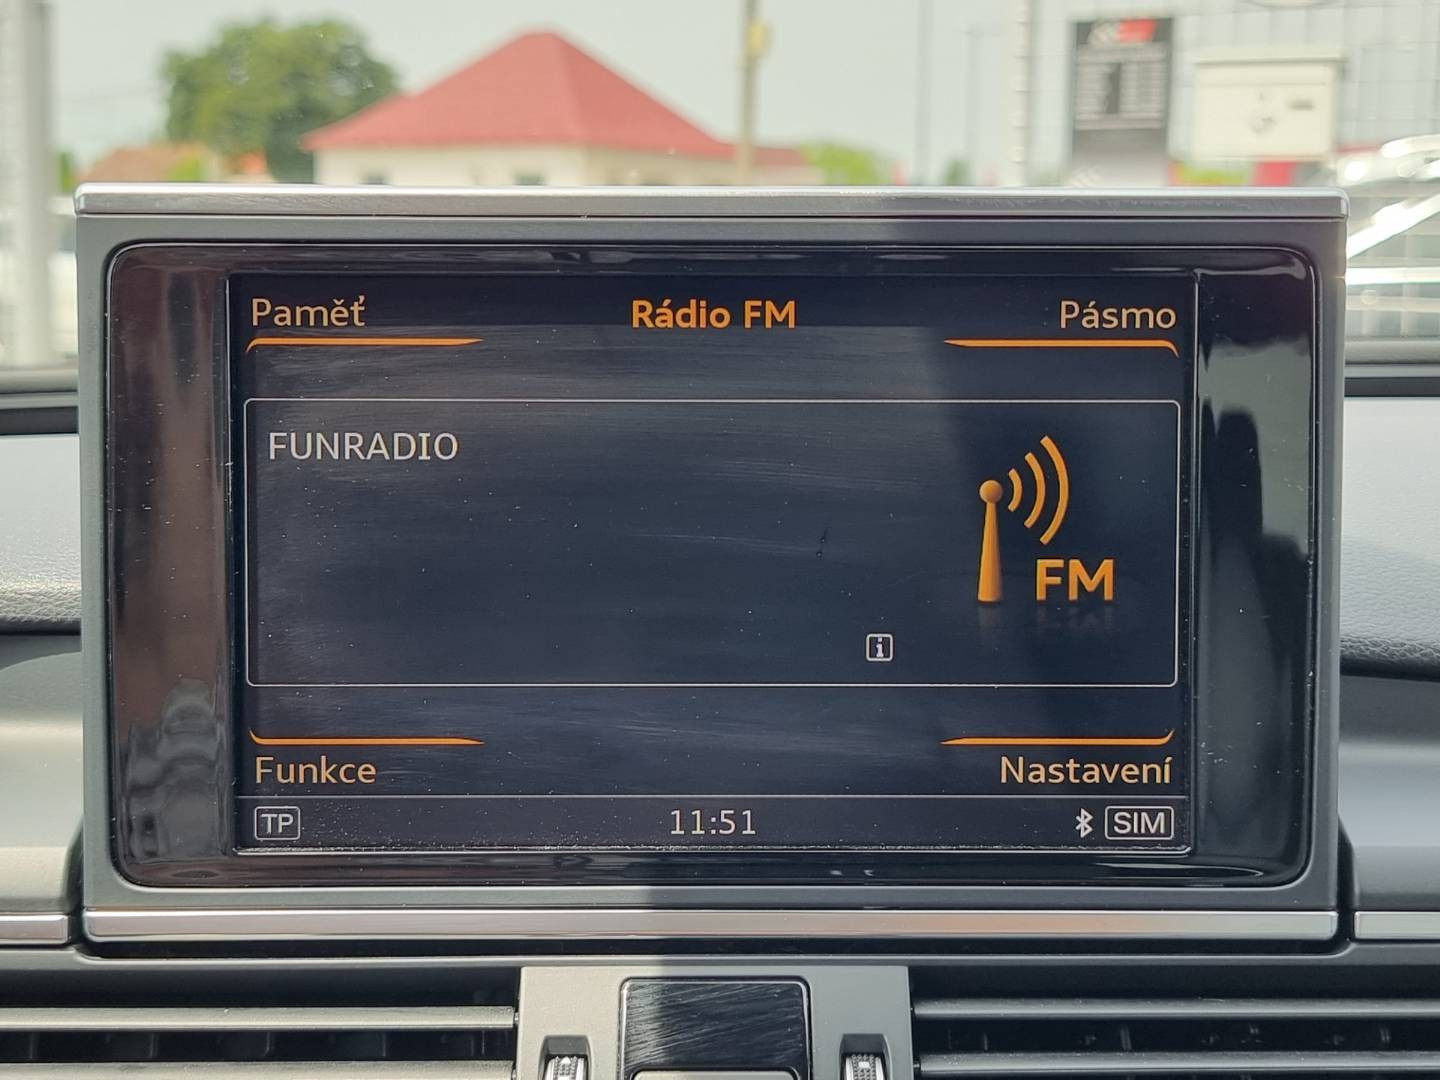 Paměť Rádio FM Pásmo
FUNRADIO
FM
i
Funkce Nastavení
TP 11:51 SIM